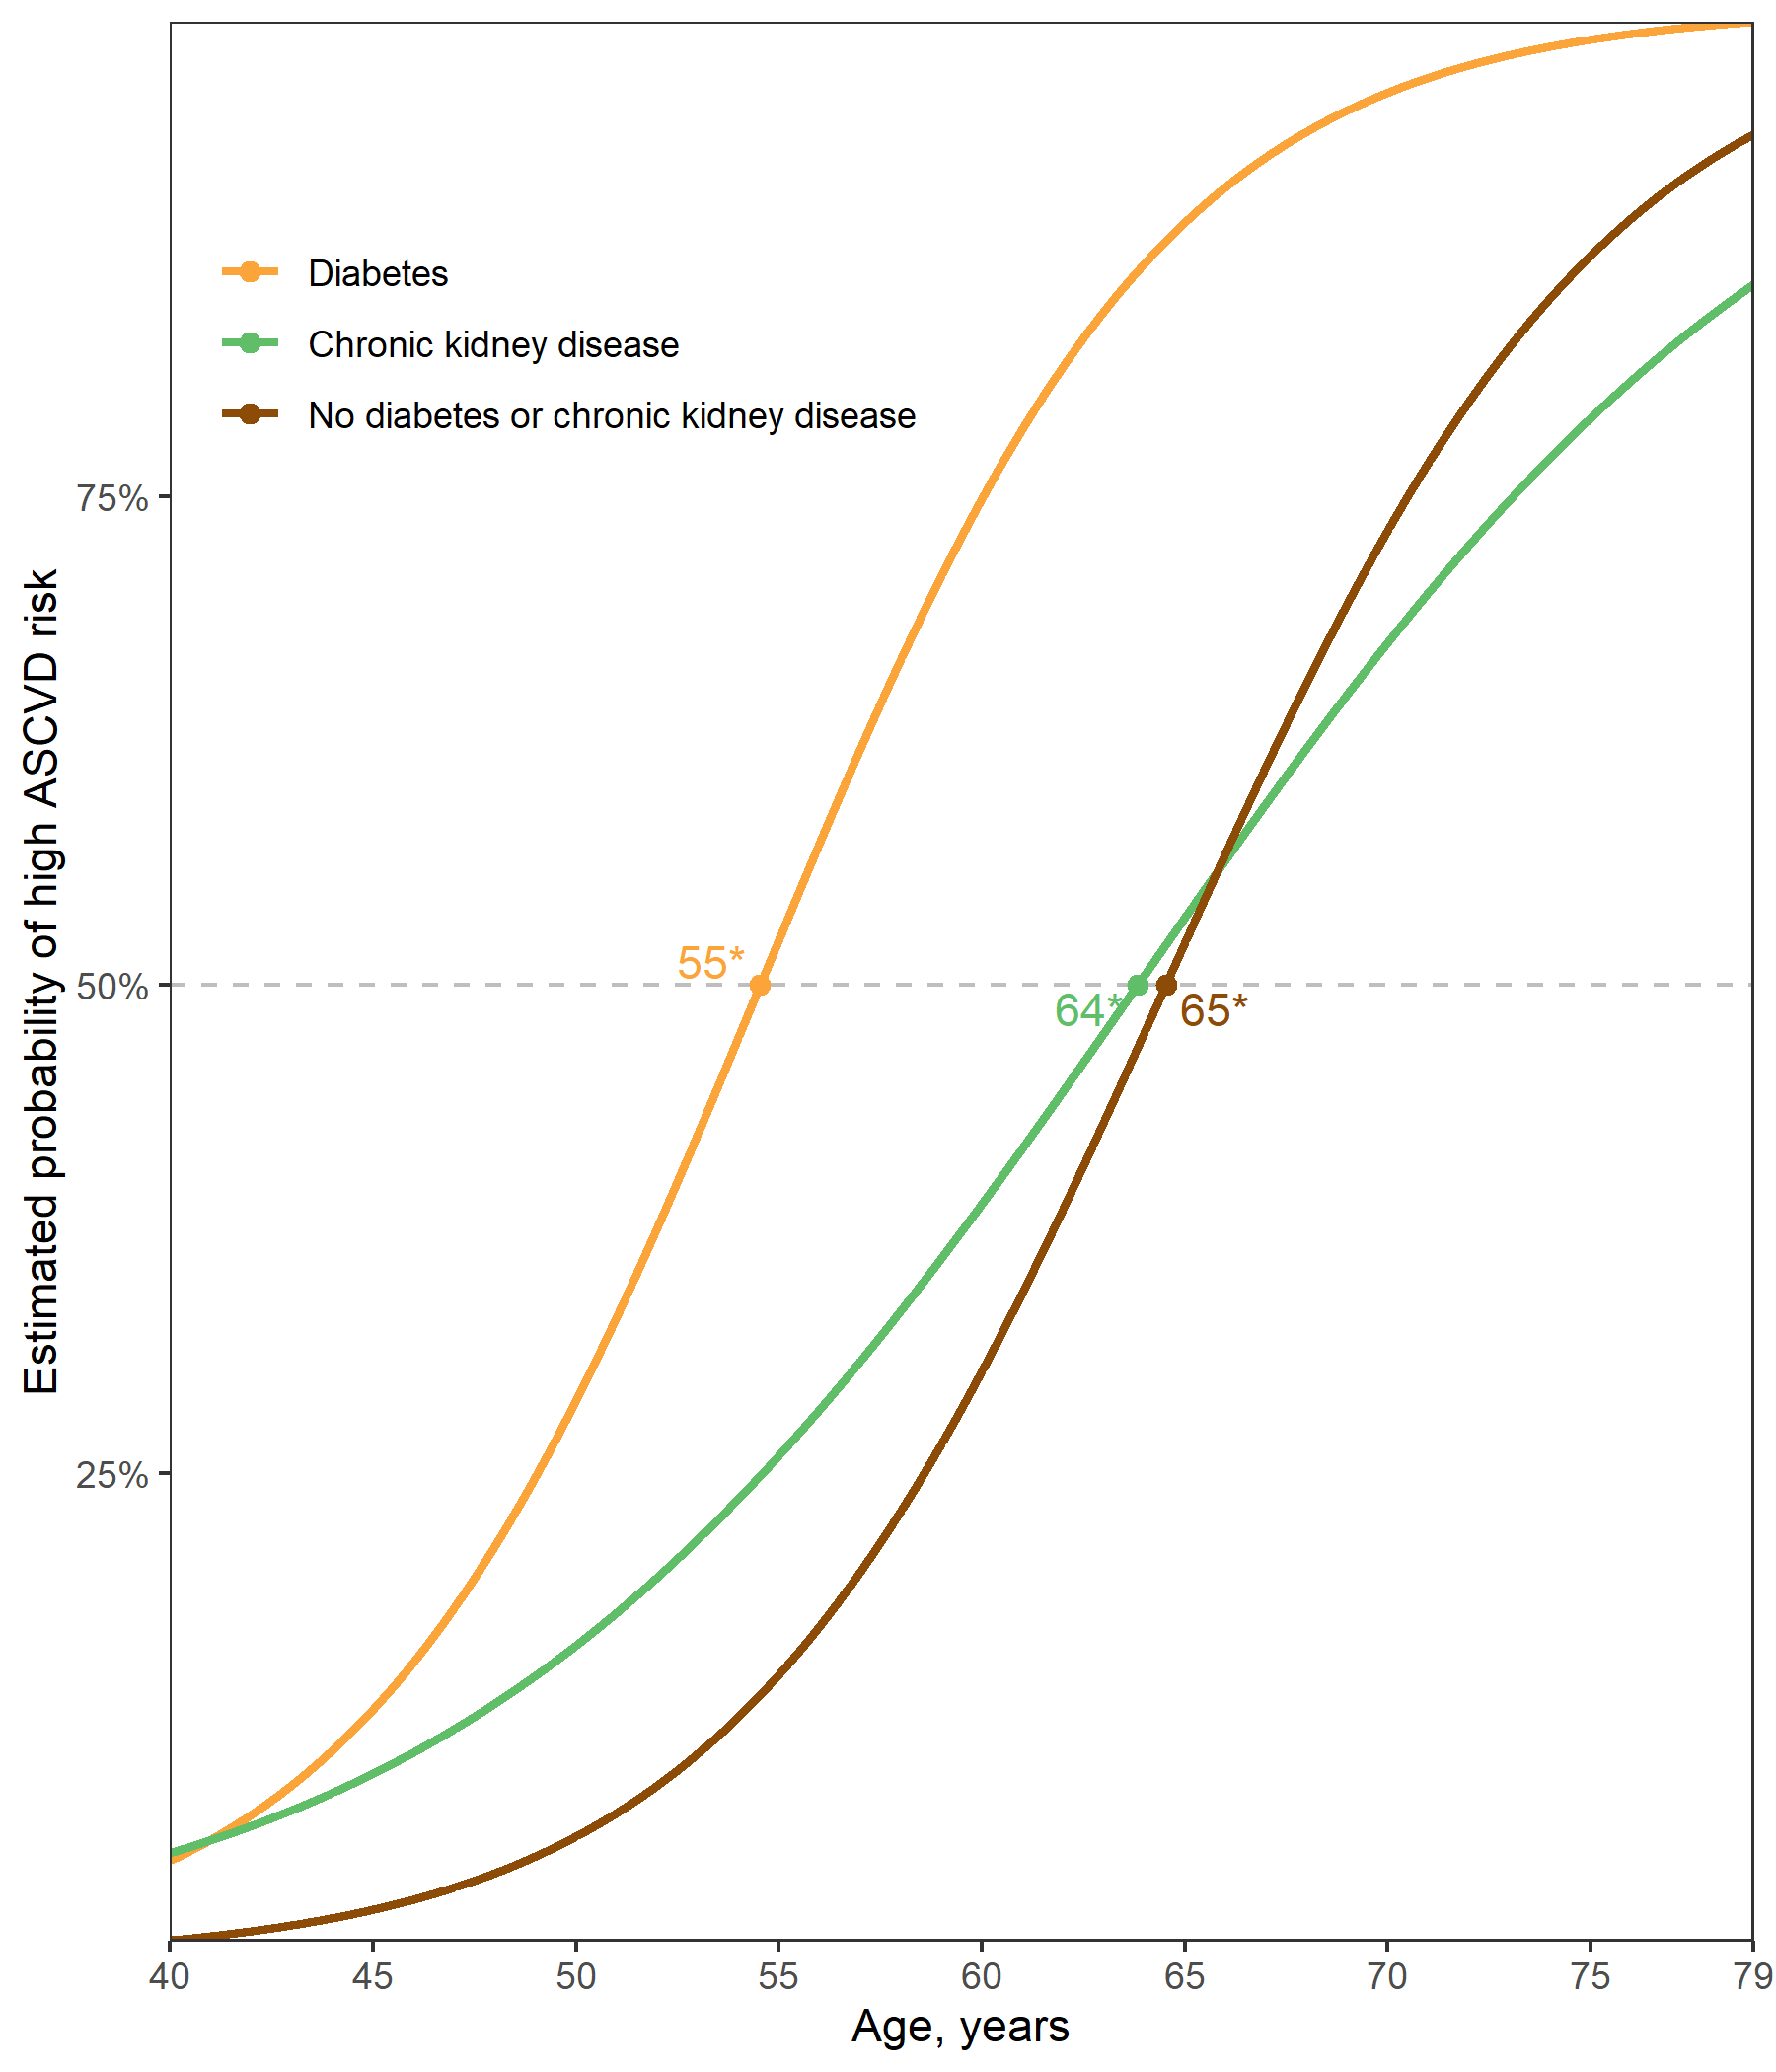 Diabetes
Chronic kidney disease
No diabetes or chronic kidney disease
75%
50%
25%
Estimated probability of high ASCVD risk
55*
64*
65*
40 45 50 55 60 65 70 75 79
Age, years